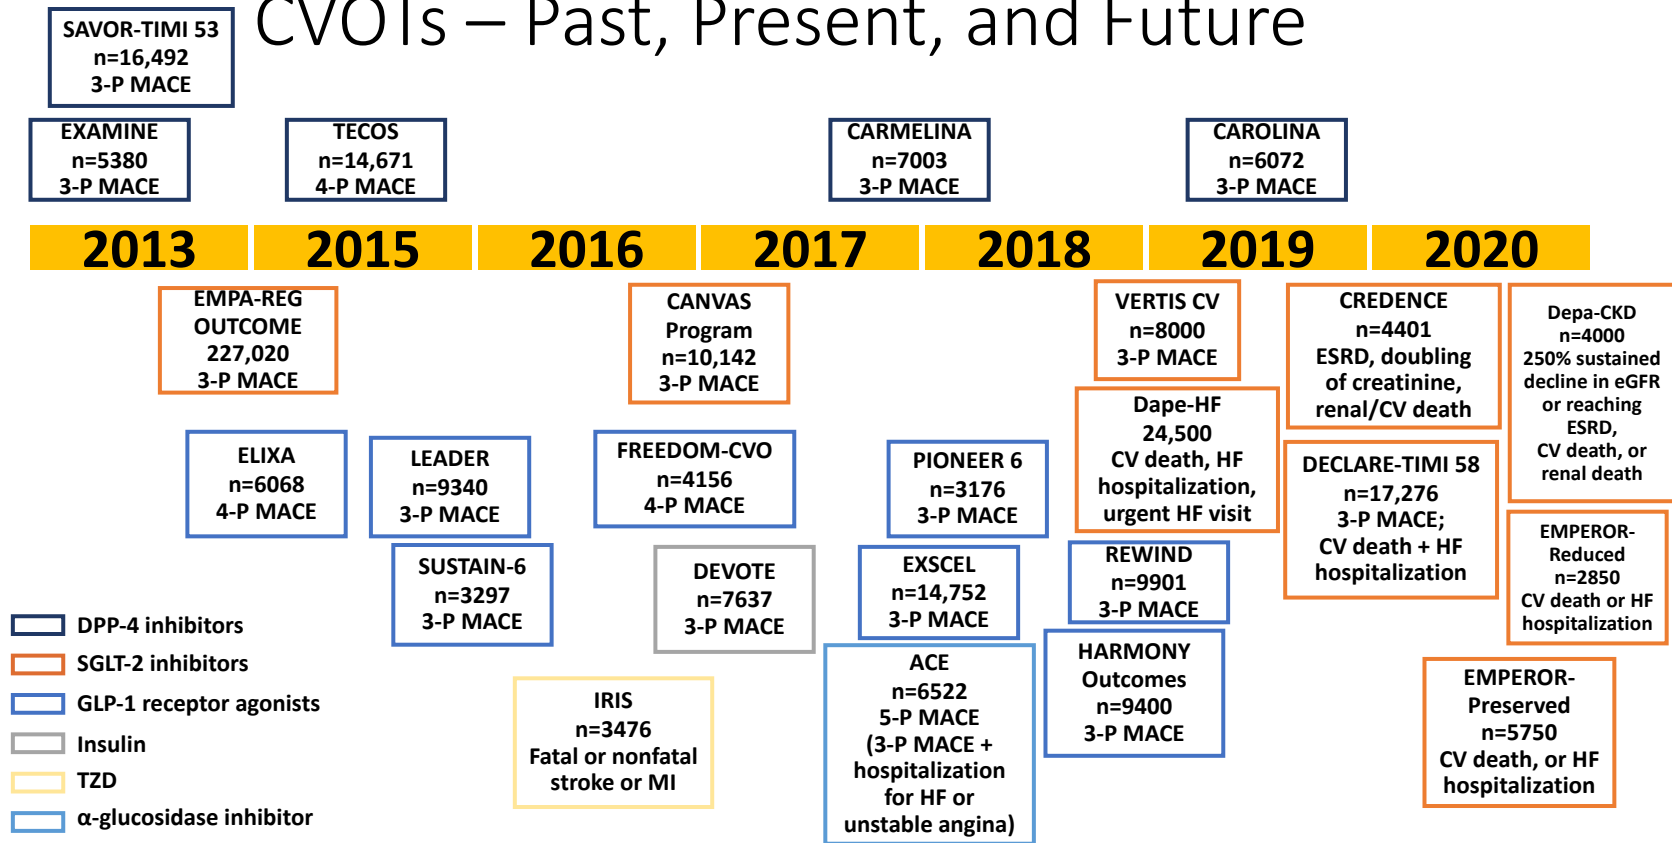 CVOTs – Past, Present, and Future
SAVOR-TIMI 53
n=16,492
3-P MACE
EXAMINE
n=5380
3-P MACE
TECOS
n=14,671
4-P MACE
CARMELINA
n=7003
3-P MACE
CAROLINA
n=6072
3-P MACE
2013
2015
2016
2017
2018
2019
2020
EMPA-REG
OUTCOME
227,020
3-P MACE
CANVAS
Program
n=10,142
3-P MACE
VERTIS CV
n=8000
3-P MACE
CREDENCE
n=4401
ESRD, doubling
of creatinine,
renal/CV death
Depa-CKD
n=4000
250% sustained
decline in eGFR
or reaching
ESRD,
CV death, or
renal death
Dape-HF
24,500
CV death, HF
hospitalization,
urgent HF visit
ELIXA
n=6068
4-P MACE
LEADER
n=9340
3-P MACE
FREEDOM-CVO
n=4156
4-P MACE
PIONEER 6
n=3176
3-P MACE
DECLARE-TIMI 58
n=17,276
3-P MACE;
CV death + HF
hospitalization
EMPEROR-
Reduced
n=2850
CV death or HF
hospitalization
SUSTAIN-6
n=3297
3-P MACE
DEVOTE
n=7637
3-P MACE
EXSCEL
n=14,752
3-P MACE
REWIND
n=9901
3-P MACE
HARMONY
Outcomes
n=9400
3-P MACE
IRIS
n=3476
Fatal or nonfatal
stroke or MI
ACE
n=6522
5-P MACE
(3-P MACE +
hospitalization
for HF or
unstable angina)
EMPEROR-
Preserved
n=5750
CV death, or HF
hospitalization
DPP-4 inhibitors
SGLT-2 inhibitors
GLP-1 receptor agonists
Insulin
TZD
α-glucosidase inhibitor